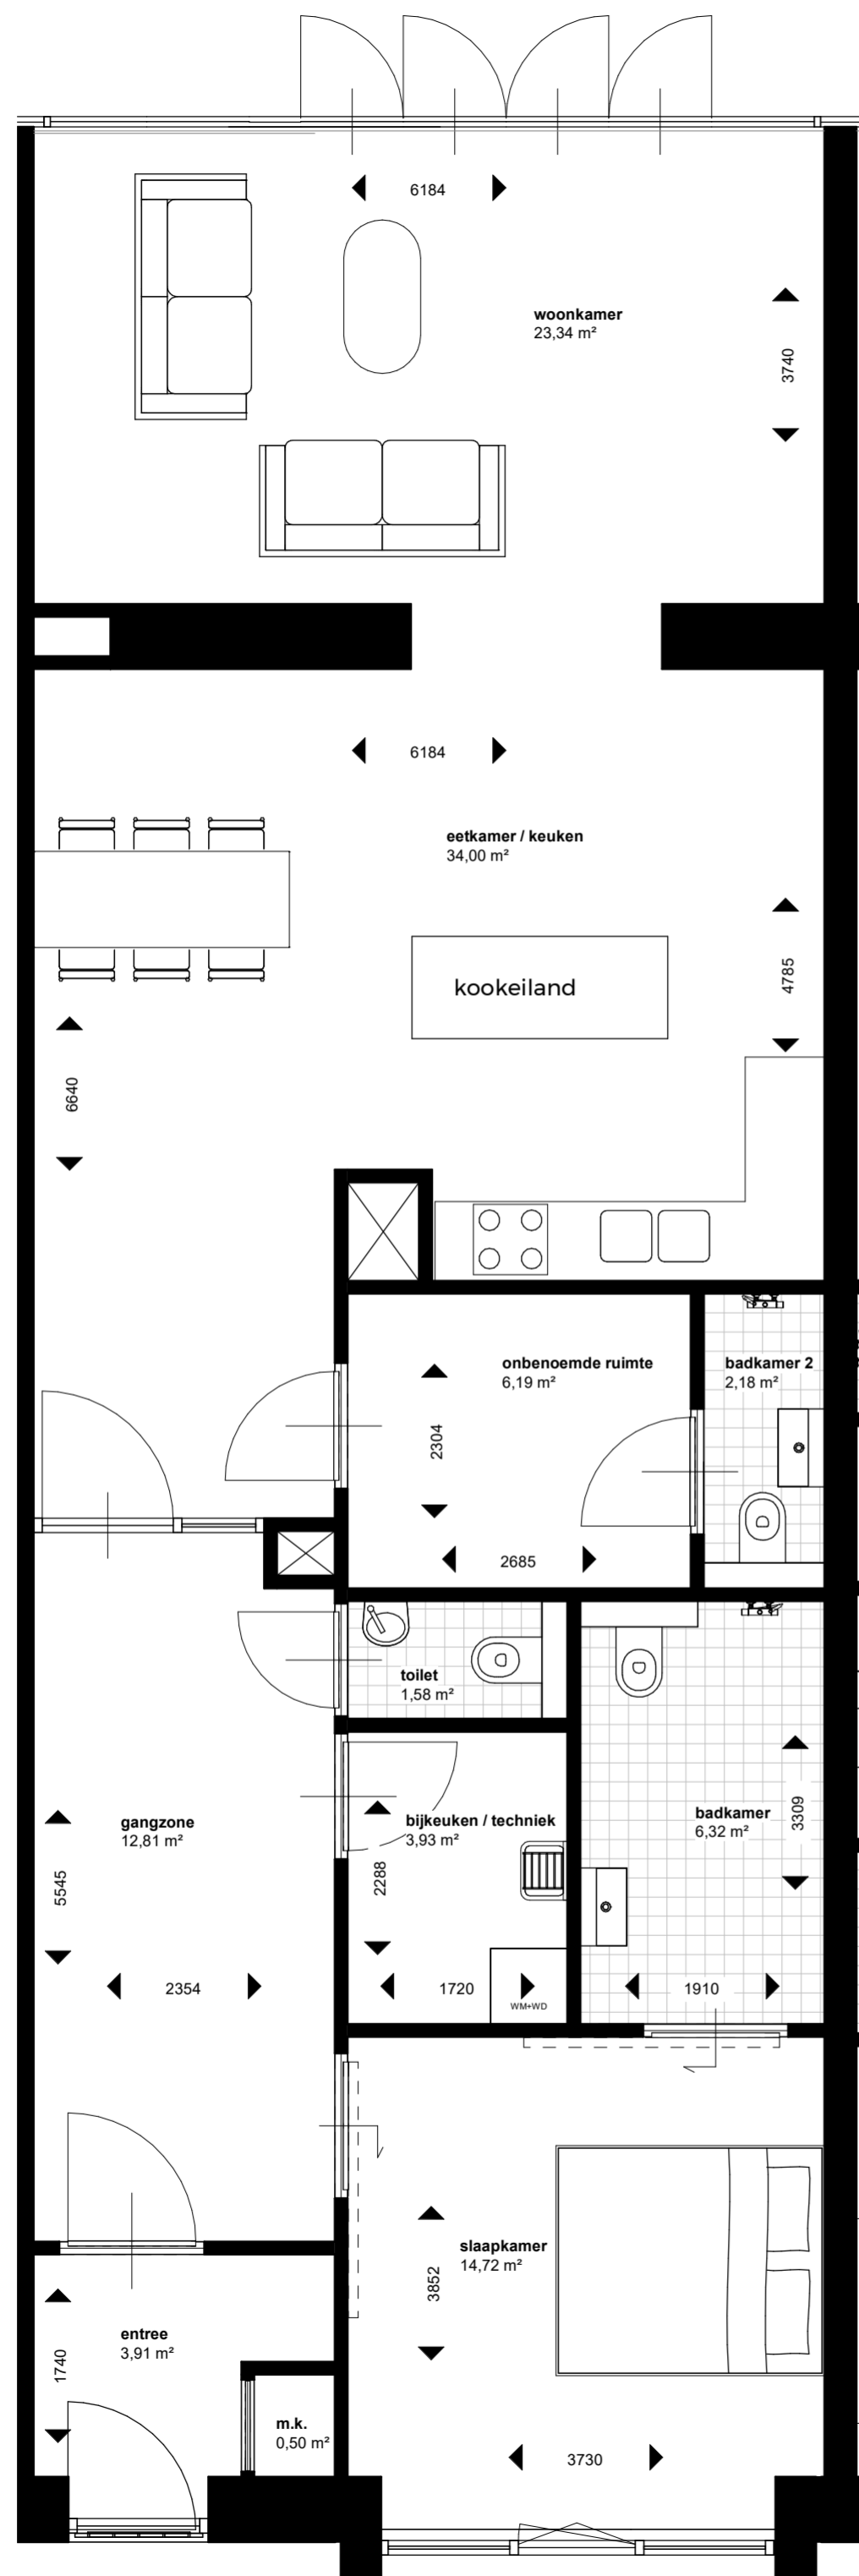 6184
woonkamer
23,34 m²
3740
6184
eetkamer / keuken
34,00 m²
kookeiland
4785
6640
onbenoemde ruimte
6,19 m²
badkamer 2
2,18 m²
2304
2685
toilet
1,58 m²
gangzone
12,81 m²
bijkeuken / techniek
3,93 m²
badkamer
6,32 m²
3309
5545
2288
2354
1720
1910
WM+WD
slaapkamer
14,72 m²
3852
entree
3,91 m²
1740
m.k.
0,50 m²
3730